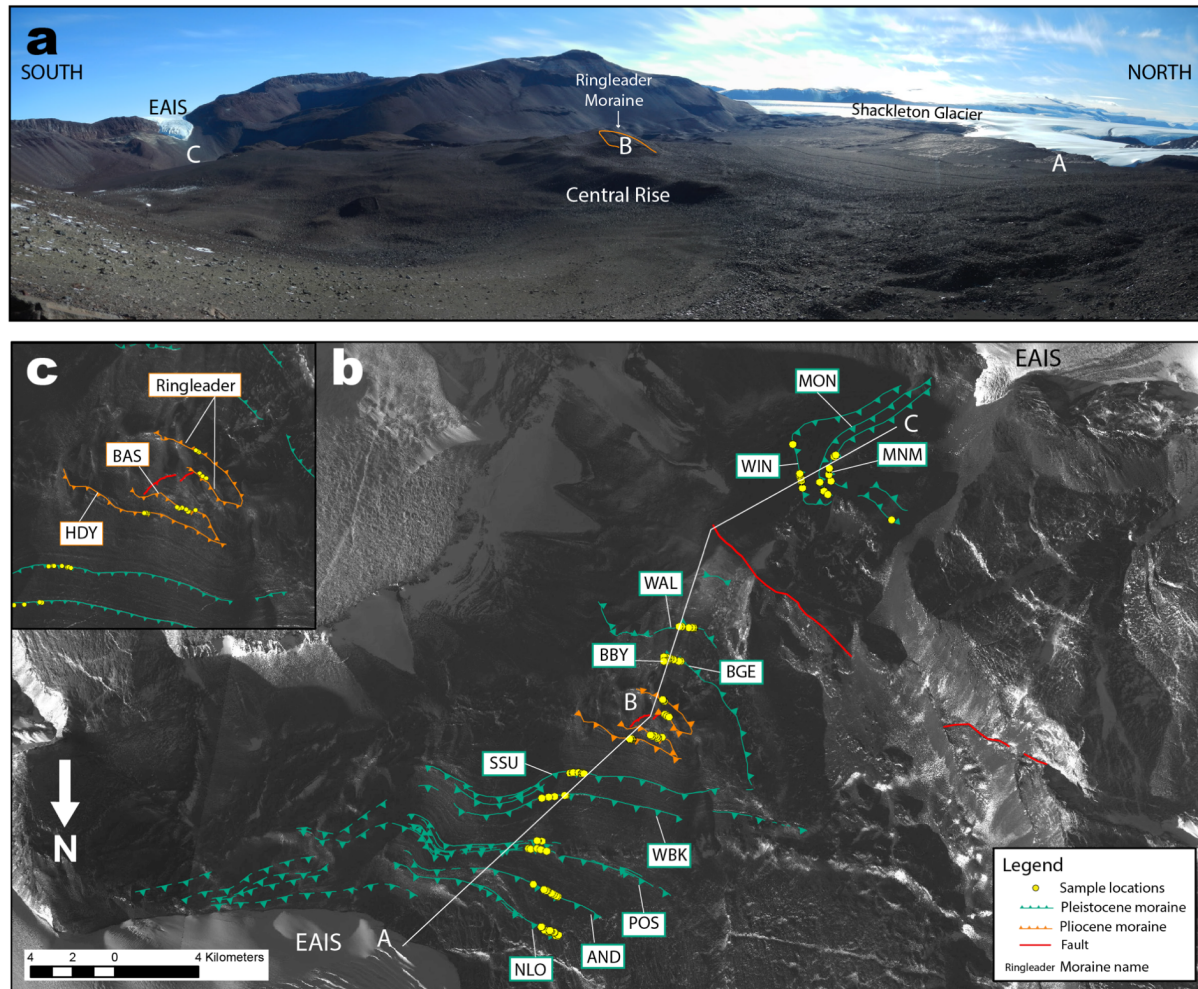 a
SOUTH
EAIS
C
Ringleader
Moraine
B
Central Rise
Shackleton Glacier
A
NORTH
c
Ringleader
BAS
HDY
b
EAIS
MON
C
WIN
MNM
WAL
BBY
BGE
B
SSU
WBK
N
POS
EAIS
A
AND
NLO
4 2 0 4 Kilometers
Legend
Sample locations
Pleistocene moraine
Pliocene moraine
Fault
Ringleader Moraine name